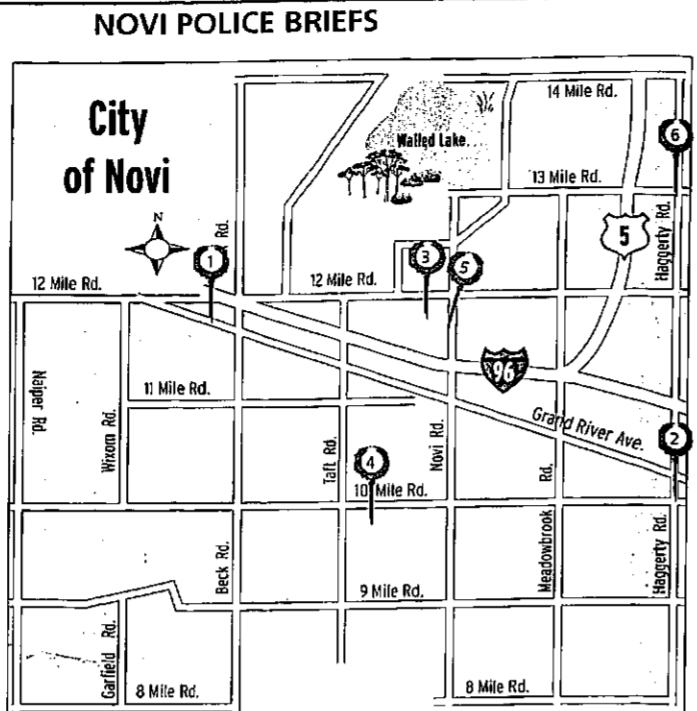 NOVI POLICE BRIEFS
City
of Novi
14 Mile Rd.
Walled Lake
6
13 Mile Rd.
N
Rd.
5
Haggerty Rd.
1
3
5
12 Mile Rd.
12 Mile Rd.
96
11 Mile Rd.
Naiper Rd.
Wixom Rd.
Grand River Ave.
2
Taft Rd.
Novi Rd.
4
10 Mile Rd.
Rd.
Meadowbrook
Haggerty Rd.
Beck Rd.
9 Mile Rd.
Garfield Rd.
8 Mile Rd.
8 Mile Rd.